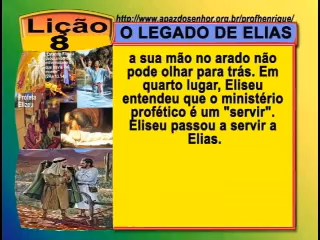 http://www.apazdosenhor.org.br/profhenrique/
Lição
8
O LEGADO DE ELIAS
a sua mão no arado não
pode olhar para trás. Em
quarto lugar, Eliseu
entendeu que o ministério
profético é um "servir".
Eliseu passou a servir a
Elias.
Profeta